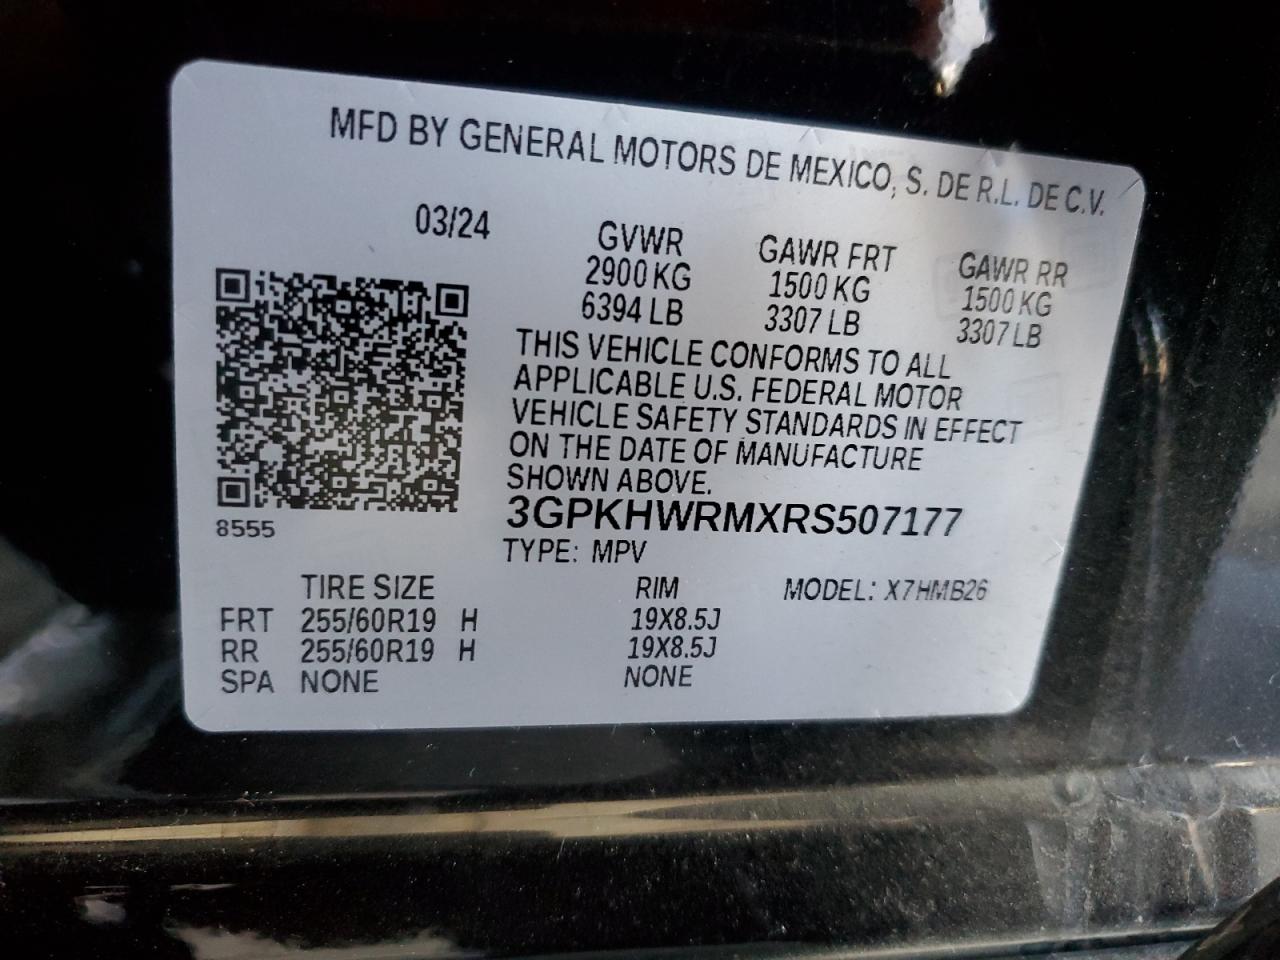 MFD BY GENERAL MOTORS DE MEXICO, S. DE R.L. DE C.V.
03/24 GVWR GAWR FRT GAWR RR
2900 KG 1500 KG 1500 KG
6394 LB 3307 LB 3307 LB
THIS VEHICLE CONFORMS TO ALL
APPLICABLE U.S. FEDERAL MOTOR
VEHICLE SAFETY STANDARDS IN EFFECT
ON THE DATE OF MANUFACTURE
SHOWN ABOVE.
3GPKHWRMXRS507177
8555
TYPE: MPV
TIRE SIZE RIM MODEL: X7HMB26
FRT 255/60R19 H 19X8.5J
RR 255/60R19 H 19X8.5J
SPA NONE NONE